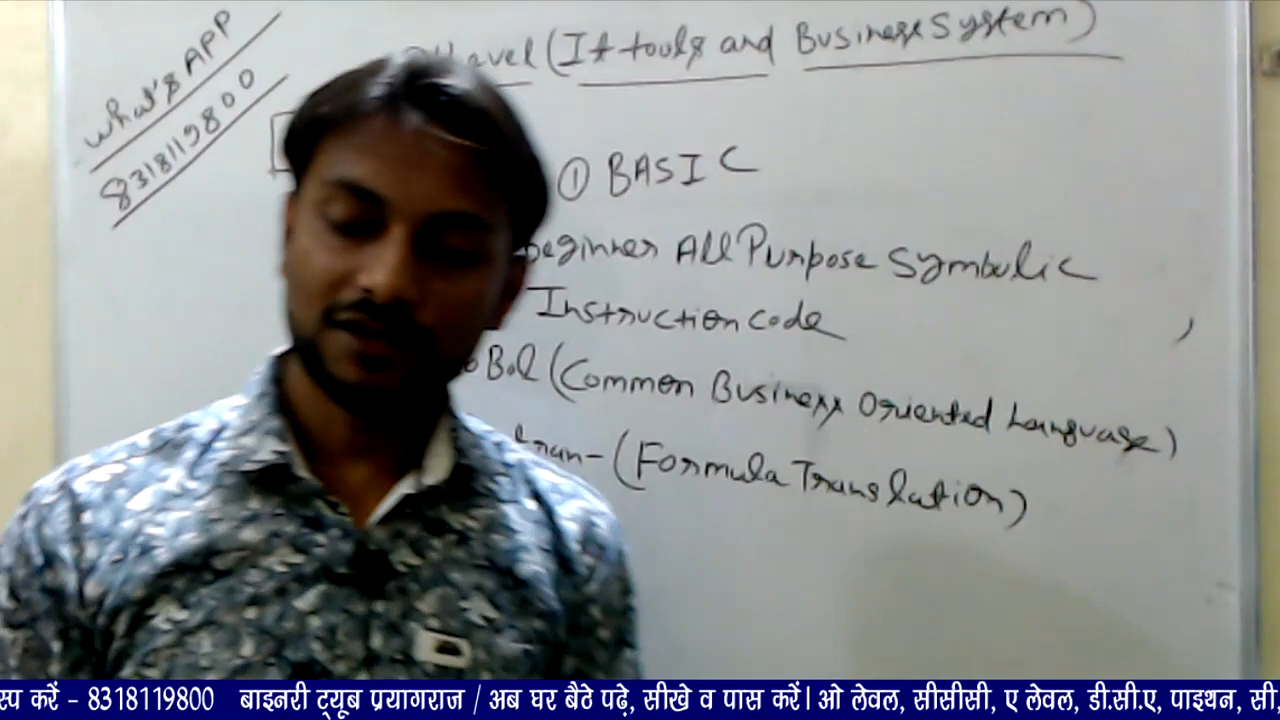 what's APP
8318119800
Level (It tools and Business System)
① BASIC
beginner All Purpose Symbolic
Instruction Code
Bol (Common Business Oriented Language)
tran- (Formula Translation)
करें - 8318119800 बाइनरी ट्यूब प्रयागराज / अब घर बैठे पढ़े, सीखे व पास करें। ओ लेवल, सीसीसी, ए लेवल, डी.सी.ए, पाइथन, सी,